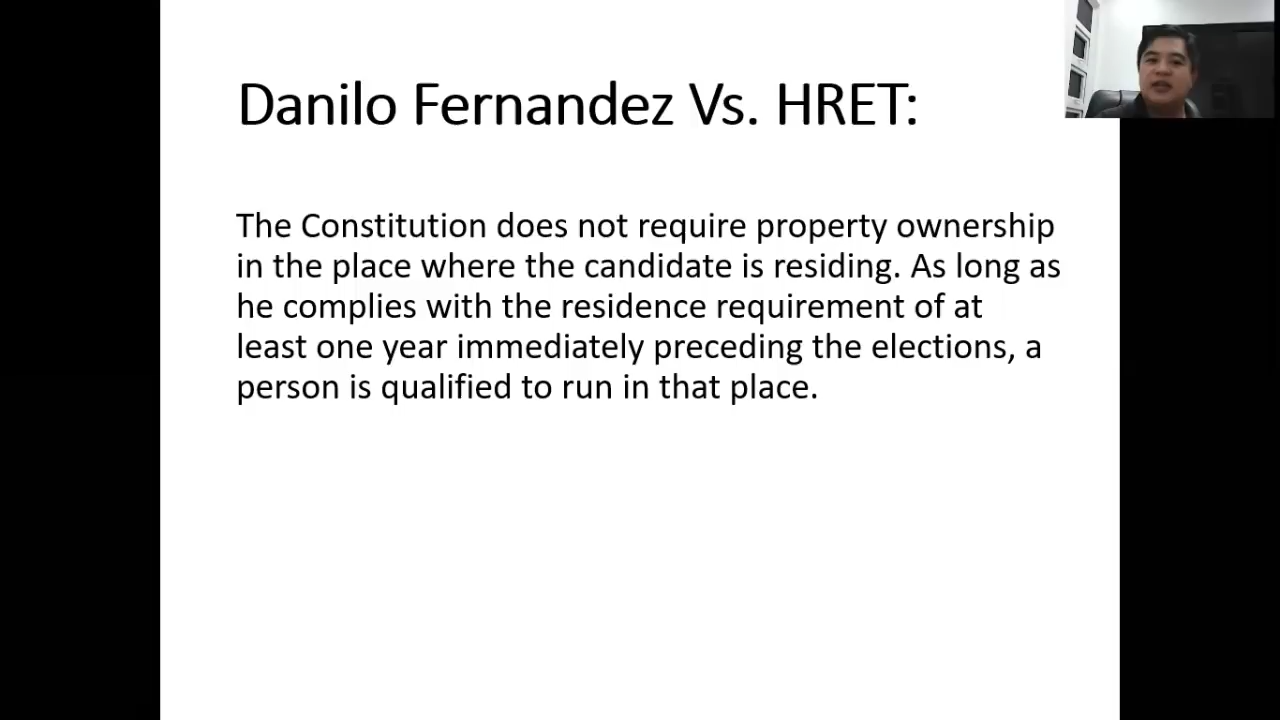 Danilo Fernandez Vs. HRET:
The Constitution does not require property ownership
in the place where the candidate is residing. As long as
he complies with the residence requirement of at
least one year immediately preceding the elections, a
person is qualified to run in that place.